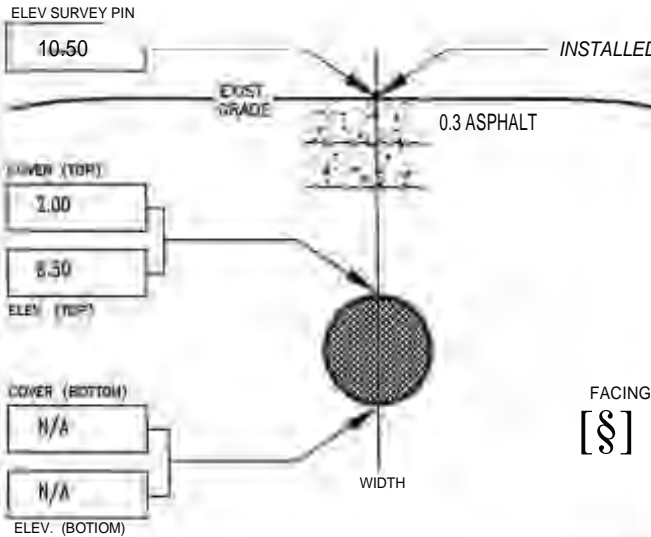 ELEV SURVEY PIN
10.50
INSTALLED
EXIST
GRADE
0.3 ASPHALT
COVER (TOP)
2.00
8.50
ELEV (TOP)
COVER (BOTTOM)
N/A
N/A
ELEV. (BOTIOM)
WIDTH
FACING
[§]